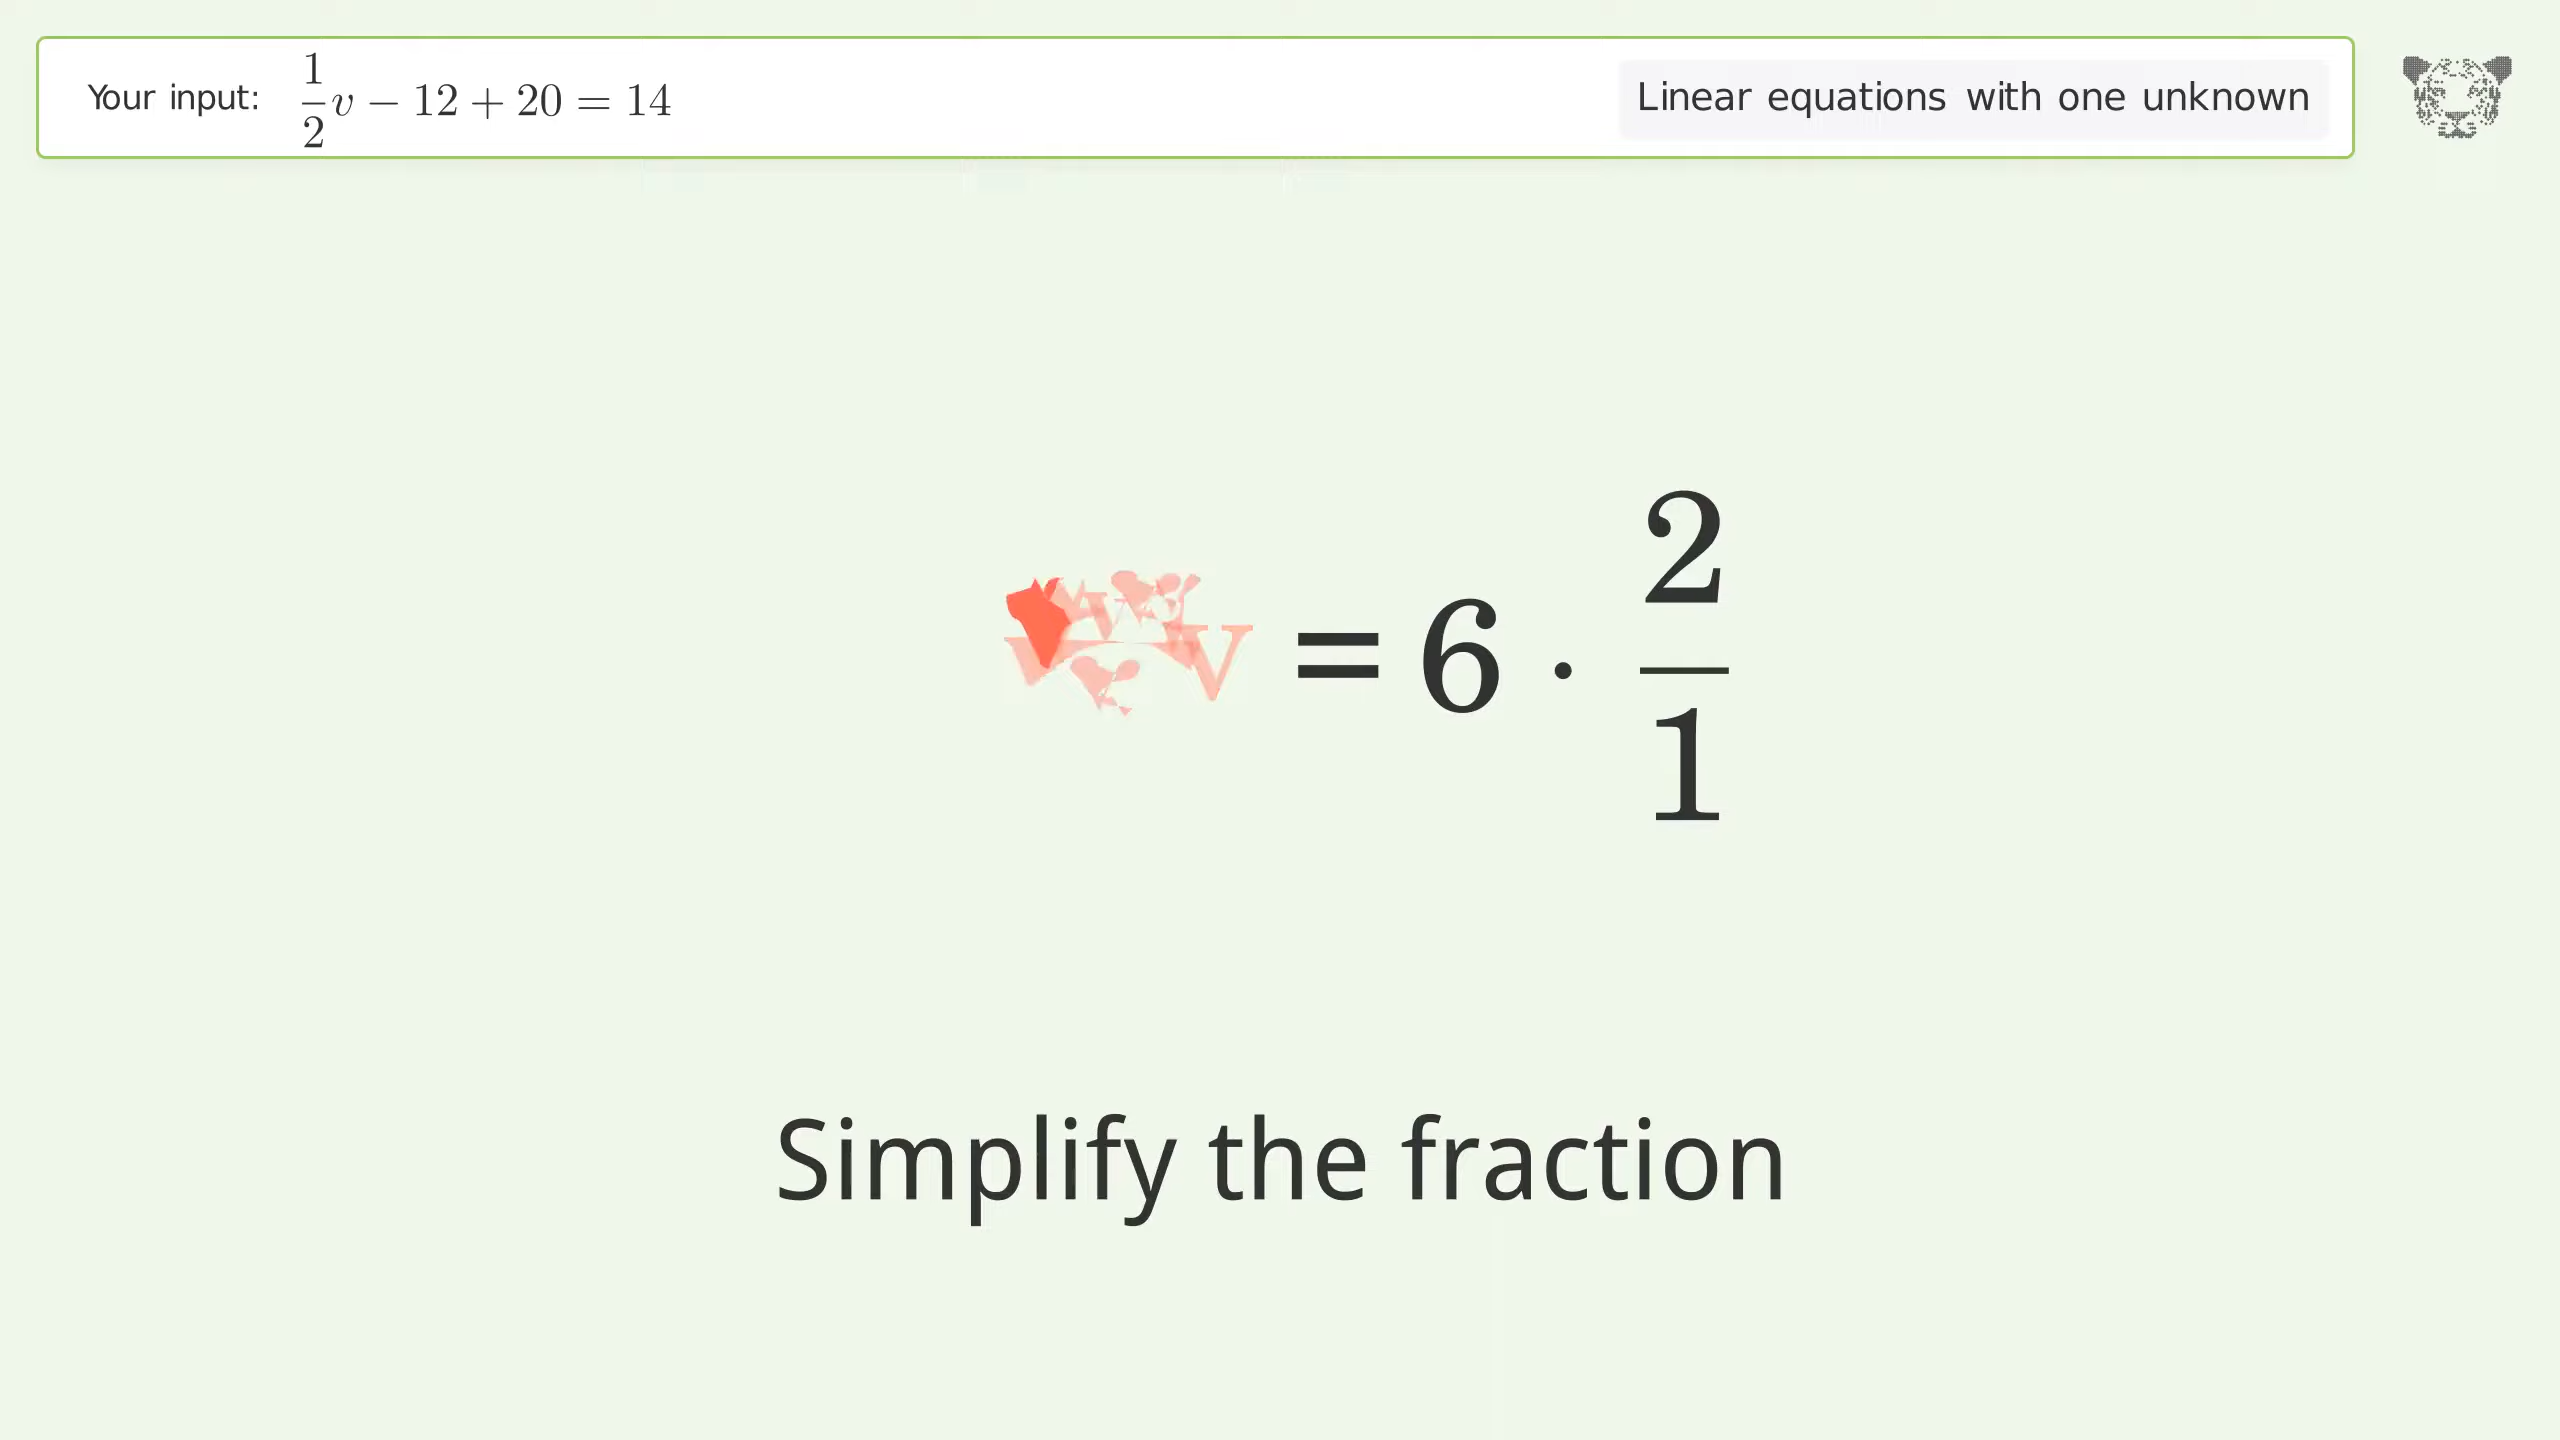 Your input: 1/2 v − 12 + 20 = 14
Linear equations with one unknown
v = 6 · 2/1
Simplify the fraction